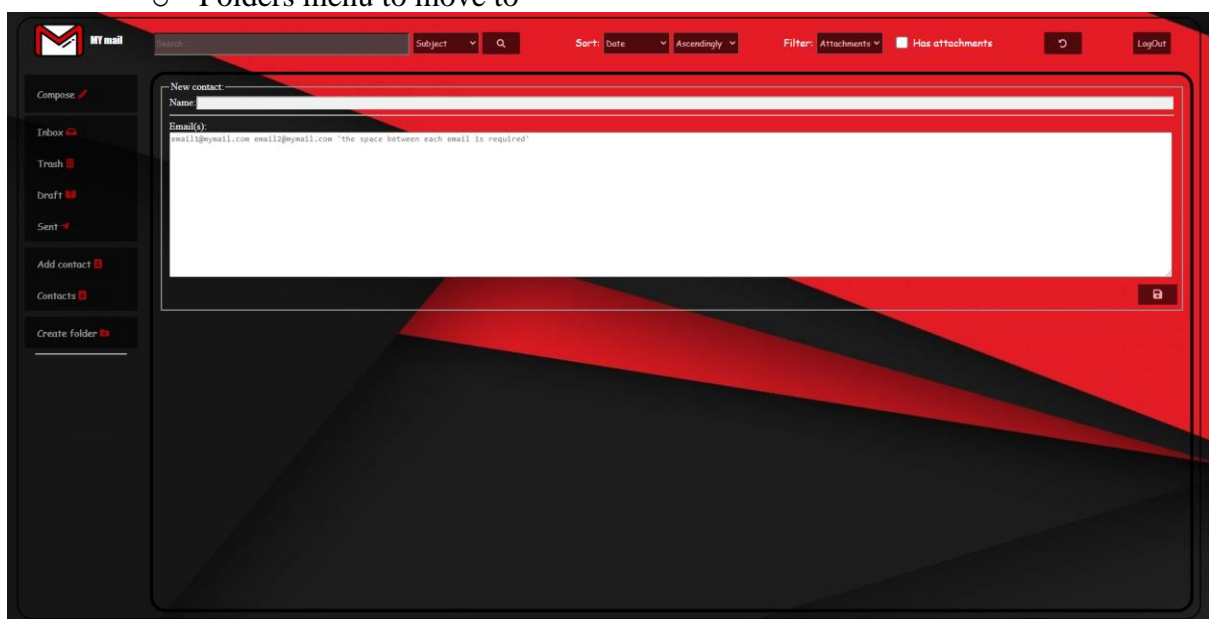 o Folders menu to move to
MY mail
Search..
Subject
Sort: Date Ascendingly
Filter: Attachments Has attachments
LogOut
Compose
Inbox
Trash
Draft
Sent
Add contact
Contacts
Create folder
New contact:
Name:
Email(s):
email1@mymail.com email2@mymail.com 'the space between each email is required'